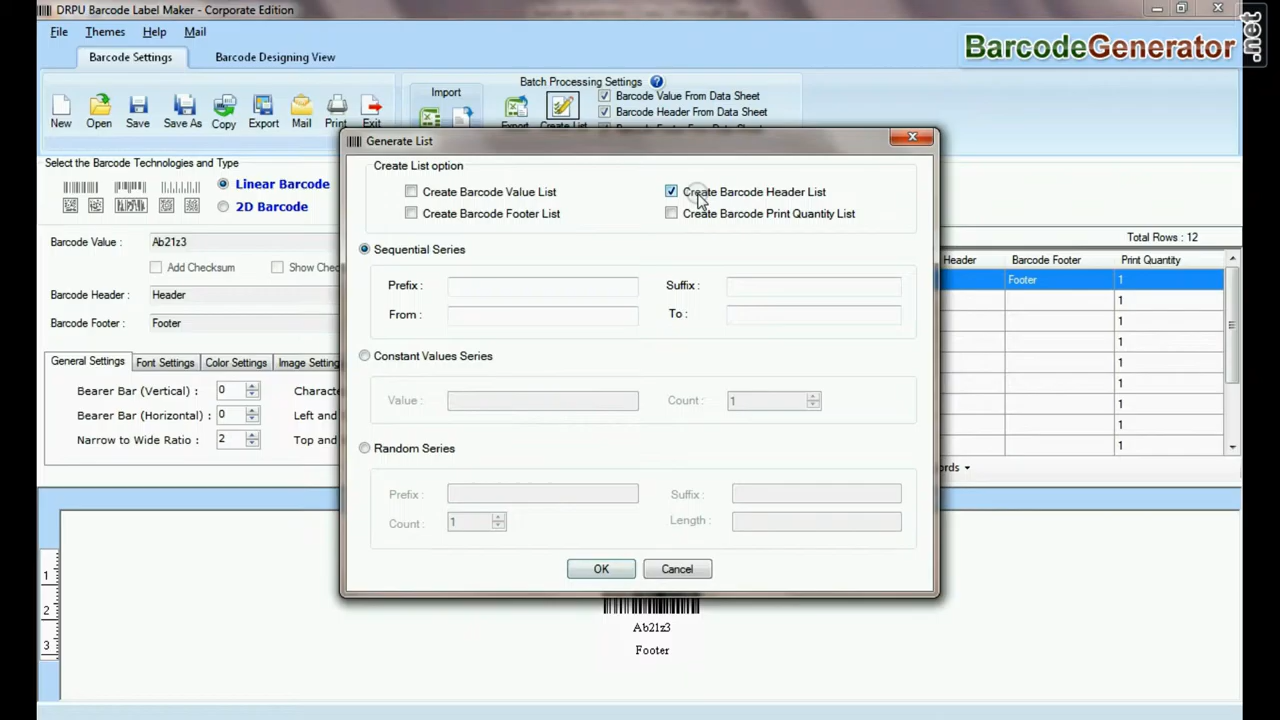 DRPU Barcode Label Maker - Corporate Edition
File Themes Help Mail
BarcodeGenerator.net
Barcode Settings Barcode Designing View
Import
Batch Processing Settings
Barcode Value From Data Sheet
Barcode Header From Data Sheet
New Open Save Save As Copy Export Mail Print Exit
Generate List
Select the Barcode Technologies and Type
Linear Barcode
2D Barcode
Create List option
Create Barcode Value List
Create Barcode Header List
Create Barcode Footer List
Create Barcode Print Quantity List
Barcode Value : Ab21z3
Add Checksum
Barcode Header : Header
Barcode Footer : Footer
Total Rows : 12
Header Barcode Footer Print Quantity
Footer 1
1
1
1
1
1
1
1
1
Sequential Series
Prefix : Suffix :
From : To :
Constant Values Series
Value : Count : 1
Random Series
Prefix : Suffix :
Count : 1 Length :
OK Cancel
General Settings Font Settings Color Settings
Bearer Bar (Vertical) : 0
Bearer Bar (Horizontal) : 0 Left and
Narrow to Wide Ratio : 2 Top and
1
2
3
Ab21z3
Footer